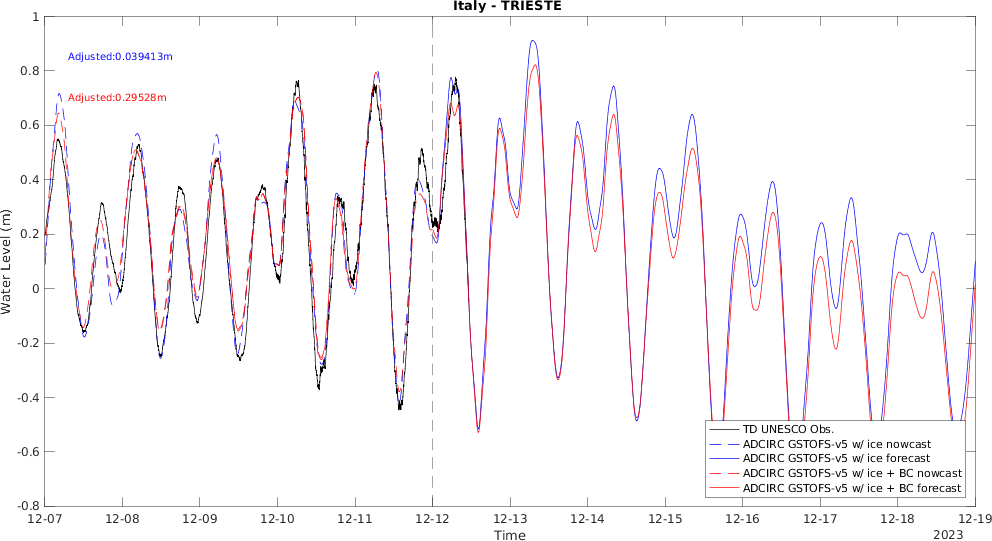 Italy - TRIESTE
Adjusted:0.039413m
Adjusted:0.29528m
Water Level (m)
1
0.8
0.6
0.4
0.2
0
-0.2
-0.4
-0.6
-0.8
TD UNESCO Obs.
ADCIRC GSTOFS-v5 w/ ice nowcast
ADCIRC GSTOFS-v5 w/ ice forecast
ADCIRC GSTOFS-v5 w/ ice + BC nowcast
ADCIRC GSTOFS-v5 w/ ice + BC forecast
12-07 12-08 12-09 12-10 12-11 12-12 12-13 12-14 12-15 12-16 12-17 12-18 12-19
Time
2023